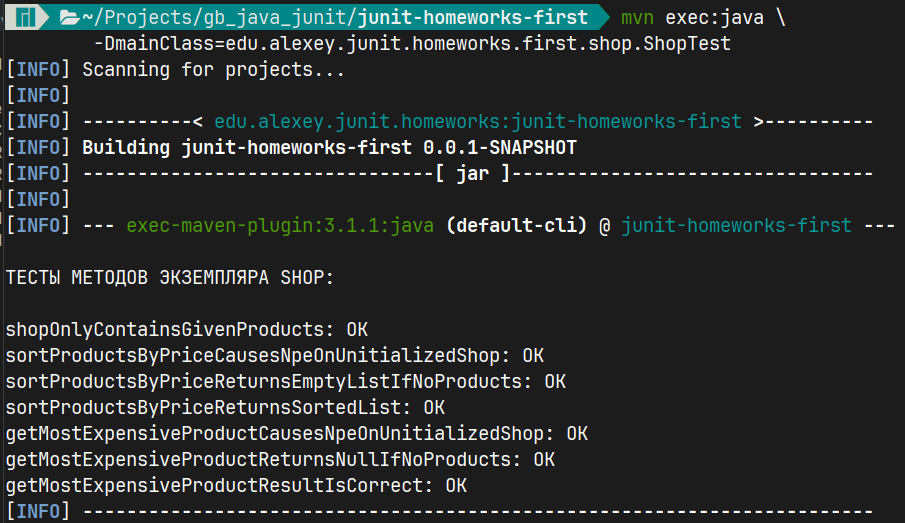 ~/Projects/gb_java_junit/junit-homeworks-first mvn exec:java \
-DmainClass=edu.alexey.junit.homeworks.first.shop.ShopTest
[INFO] Scanning for projects...
[INFO]
[INFO] ----------< edu.alexey.junit.homeworks:junit-homeworks-first >----------
[INFO] Building junit-homeworks-first 0.0.1-SNAPSHOT
[INFO] --------------------------------[ jar ]---------------------------------
[INFO]
[INFO] --- exec-maven-plugin:3.1.1:java (default-cli) @ junit-homeworks-first ---
ТЕСТЫ МЕТОДОВ ЭКЗЕМПЛЯРА SHOP:
shopOnlyContainsGivenProducts: OK
sortProductsByPriceCausesNpeOnUnitializedShop: OK
sortProductsByPriceReturnsEmptyListIfNoProducts: OK
sortProductsByPriceReturnsSortedList: OK
getMostExpensiveProductCausesNpeOnUnitializedShop: OK
getMostExpensiveProductReturnsNullIfNoProducts: OK
getMostExpensiveProductResultIsCorrect: OK
[INFO] ------------------------------------------------------------------------